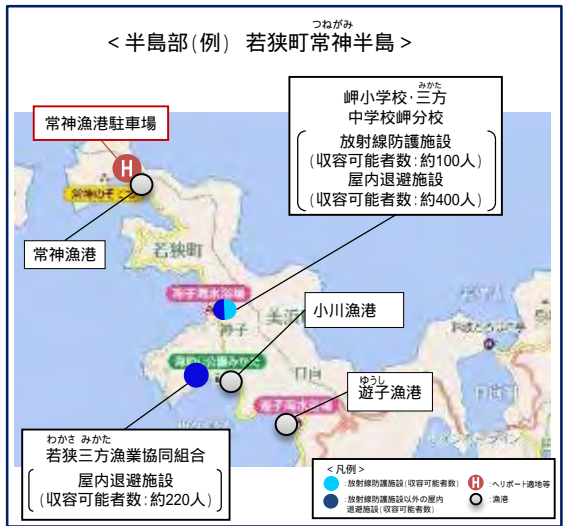 つねがみ
<半島部(例) 若狭町常神半島>
みかた
岬小学校・三方
中学校岬分校
放射線防護施設
(収容可能者数:約100人)
屋内退避施設
(収容可能者数:約400人)
常神漁港駐車場
H
常神漁港
若狭町
神子
美浜
小川漁港
日向
ゆうし
遊子漁港
わかさ みかた
若狭三方漁業協同組合
屋内退避施設
(収容可能者数:約220人)
<凡例>
:放射線防護施設(収容可能者数)
:放射線防護施設以外の屋内
退避施設(収容可能者数)
H
:ヘリポート適地等
:漁港